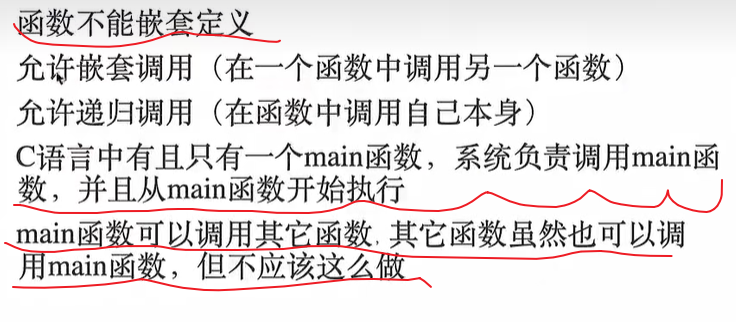 函数不能嵌套定义
允许嵌套调用（在一个函数中调用另一个函数）
允许递归调用（在函数中调用自己本身）
C语言中有且只有一个main函数，系统负责调用main函
数，并且从main函数开始执行
main函数可以调用其它函数, 其它函数虽然也可以调
用main函数，但不应该这么做